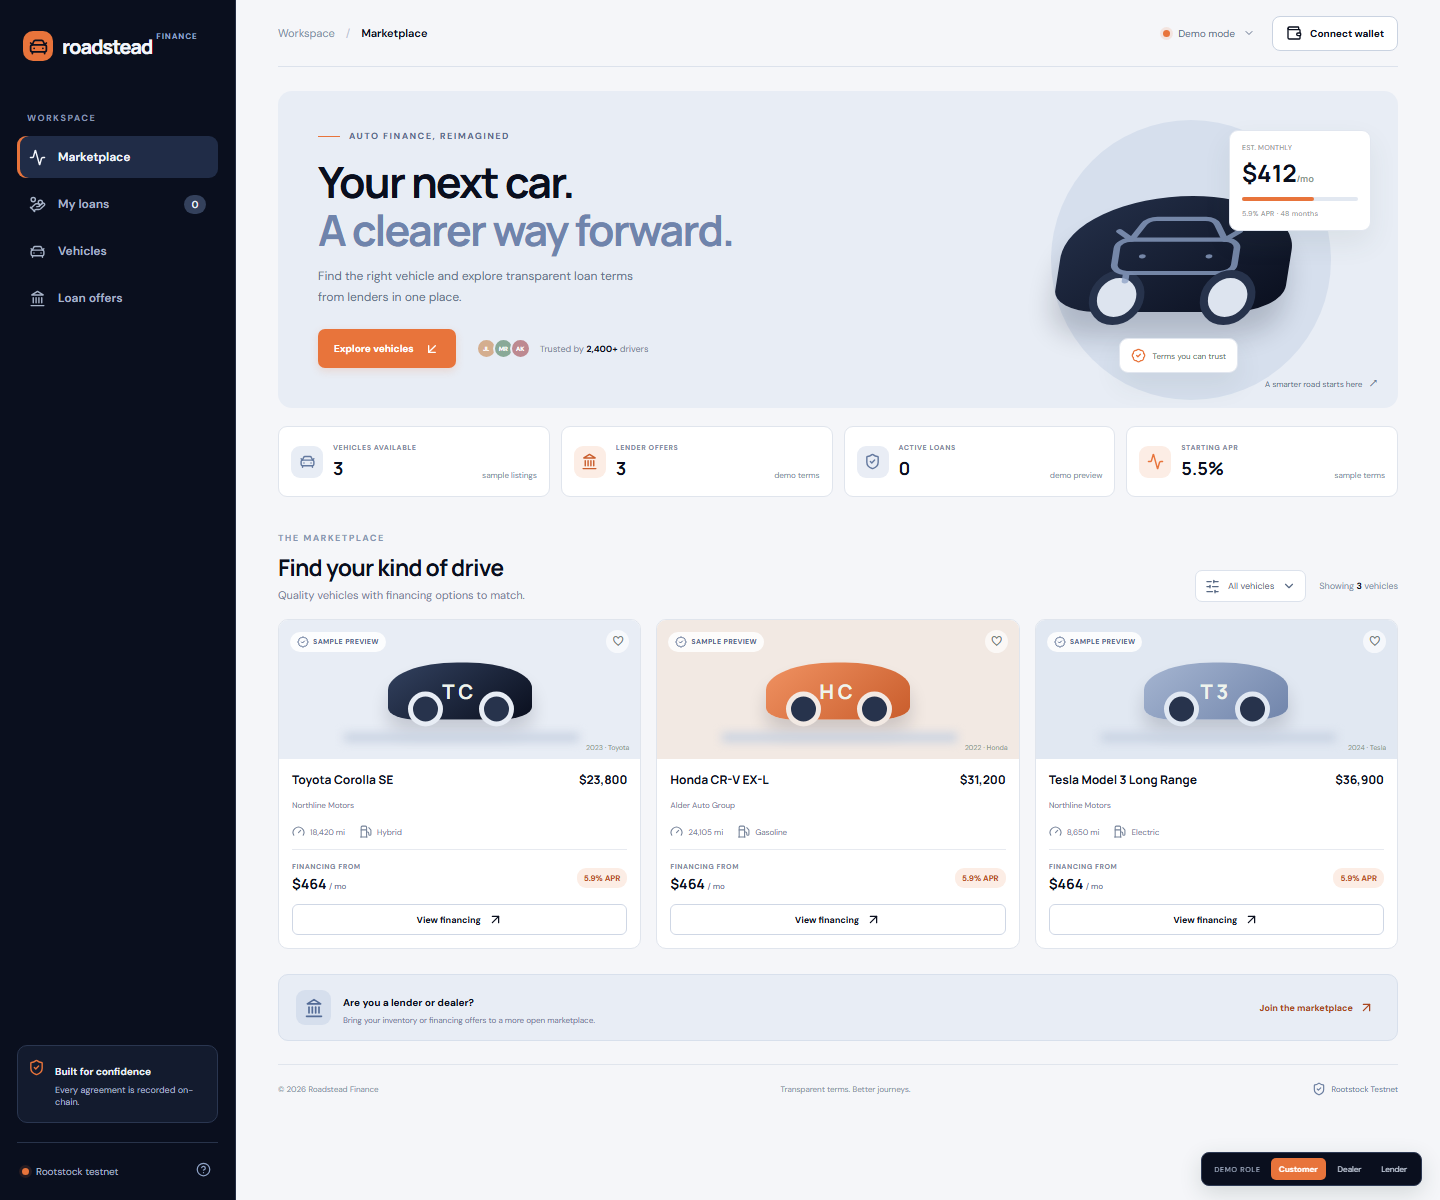 roadstead FINANCE
WORKSPACE
Marketplace
My loans 0
Vehicles
Loan offers
Built for confidence
Every agreement is recorded on-
chain.
Rootstock testnet
Workspace / Marketplace
Demo mode
Connect wallet
AUTO FINANCE, REIMAGINED
Your next car.
A clearer way forward.
Find the right vehicle and explore transparent loan terms
from lenders in one place.
Explore vehicles
JL MR AK Trusted by 2,400+ drivers
EST. MONTHLY
$412/mo
5.9% APR · 48 months
Terms you can trust
A smarter road starts here ↗
VEHICLES AVAILABLE
3
sample listings
LENDER OFFERS
3
demo terms
ACTIVE LOANS
0
demo preview
STARTING APR
5.5%
sample terms
THE MARKETPLACE
Find your kind of drive
Quality vehicles with financing options to match.
All vehicles
Showing 3 vehicles
SAMPLE PREVIEW
TC
2023 · Toyota
Toyota Corolla SE $23,800
Northline Motors
18,420 mi Hybrid
FINANCING FROM
$464 / mo
5.9% APR
View financing
SAMPLE PREVIEW
HC
2022 · Honda
Honda CR-V EX-L $31,200
Alder Auto Group
24,105 mi Gasoline
FINANCING FROM
$464 / mo
5.9% APR
View financing
SAMPLE PREVIEW
T3
2024 · Tesla
Tesla Model 3 Long Range $36,900
Northline Motors
8,650 mi Electric
FINANCING FROM
$464 / mo
5.9% APR
View financing
Are you a lender or dealer?
Bring your inventory or financing offers to a more open marketplace.
Join the marketplace
© 2026 Roadstead Finance
Transparent terms. Better journeys.
Rootstock Testnet
DEMO ROLE Customer Dealer Lender